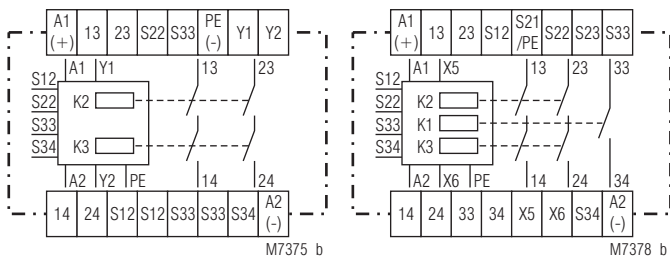 A1 (+) 13 23 S22 S33 PE (-) Y1 Y2
A1 Y1 13 23
S12
S22
S33
S34
K2
K3
A2 Y2 PE 14 24
14 24 S12 S12 S33 S33 S34 A2 (-)
M7375 b
A1 (+) 13 23 S12 S21 /PE S22 S23 S33
A1 X5 13 23 33
S12
S22
S33
S34
K2
K1
K3
A2 X6 PE 14 24 34
14 24 33 34 X5 X6 S34 A2 (-)
M7378 b